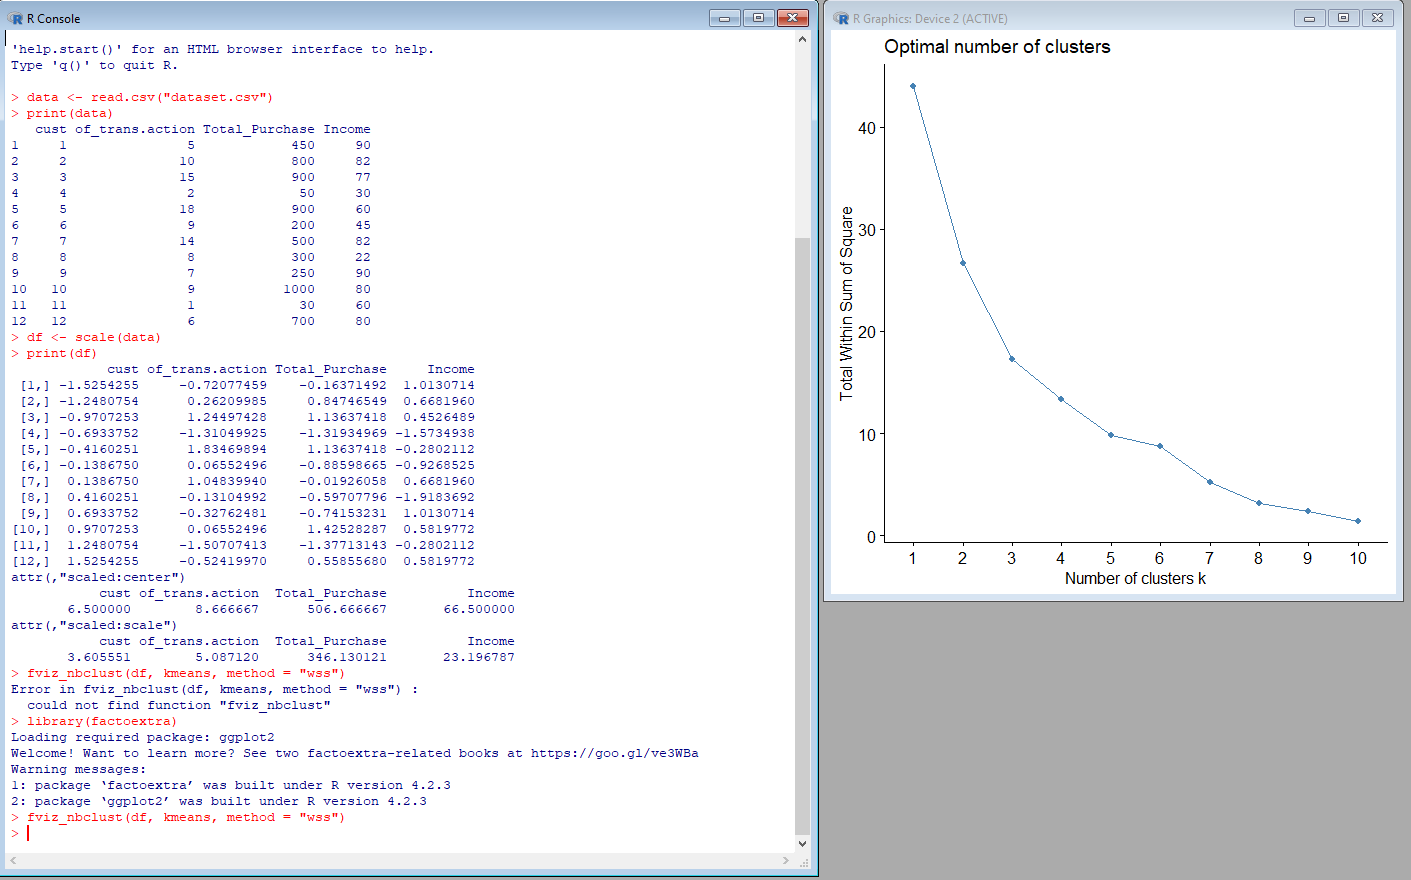 R Console
'help.start()' for an HTML browser interface to help.
Type 'q()' to quit R.
> data <- read.csv("dataset.csv")
> print(data)
   cust of_trans.action Total_Purchase Income
1     1               5            450     90
2     2              10            800     82
3     3              15            900     77
4     4               2             50     30
5     5              18            900     60
6     6               9            200     45
7     7              14            500     82
8     8               8            300     22
9     9               7            250     90
10   10               9           1000     80
11   11               1             30     60
12   12               6            700     80
> df <- scale(data)
> print(df)
            cust of_trans.action Total_Purchase     Income
 [1,] -1.5254255     -0.72077459    -0.16371492  1.0130714
 [2,] -1.2480754      0.26209985     0.84746549  0.6681960
 [3,] -0.9707253      1.24497428     1.13637418  0.4526489
 [4,] -0.6933752     -1.31049925    -1.31934969 -1.5734938
 [5,] -0.4160251      1.83469894     1.13637418 -0.2802112
 [6,] -0.1386750      0.06552496    -0.88598665 -0.9268525
 [7,]  0.1386750      1.04839940    -0.01926058  0.6681960
 [8,]  0.4160251     -0.13104992    -0.59707796 -1.9183692
 [9,]  0.6933752     -0.32762481    -0.74153231  1.0130714
[10,]  0.9707253      0.06552496     1.42528287  0.5819772
[11,]  1.2480754     -1.50707413    -1.37713143 -0.2802112
[12,]  1.5254255     -0.52419970     0.55855680  0.5819772
attr(,"scaled:center")
           cust of_trans.action  Total_Purchase          Income
       6.500000        8.666667      506.666667       66.500000
attr(,"scaled:scale")
           cust of_trans.action  Total_Purchase          Income
       3.605551        5.087120      346.130121       23.196787
> fviz_nbclust(df, kmeans, method = "wss")
Error in fviz_nbclust(df, kmeans, method = "wss") :
  could not find function "fviz_nbclust"
> library(factoextra)
Loading required package: ggplot2
Welcome! Want to learn more? See two factoextra-related books at https://goo.gl/ve3WBa
Warning messages:
1: package ‘factoextra’ was built under R version 4.2.3
2: package ‘ggplot2’ was built under R version 4.2.3
> fviz_nbclust(df, kmeans, method = "wss")
>
R Graphics: Device 2 (ACTIVE)
Optimal number of clusters
Total Within Sum of Square
40
30
20
10
0
1 2 3 4 5 6 7 8 9 10
Number of clusters k